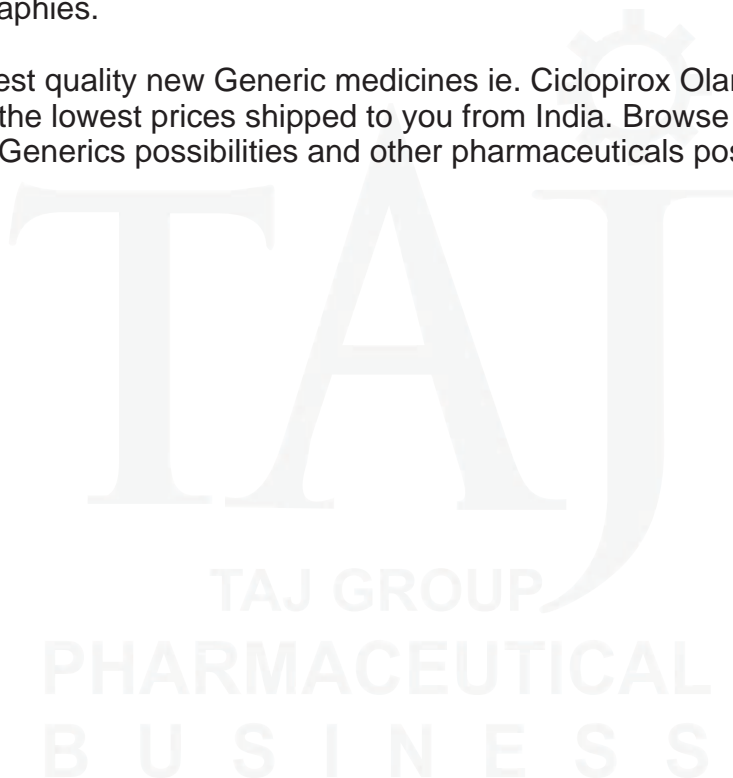 aphies.
est quality new Generic medicines ie. Ciclopirox Olar
the lowest prices shipped to you from India. Browse
Generics possibilities and other pharmaceuticals pos
TAJ
TAJ GROUP
PHARMACEUTICAL
BUSINESS